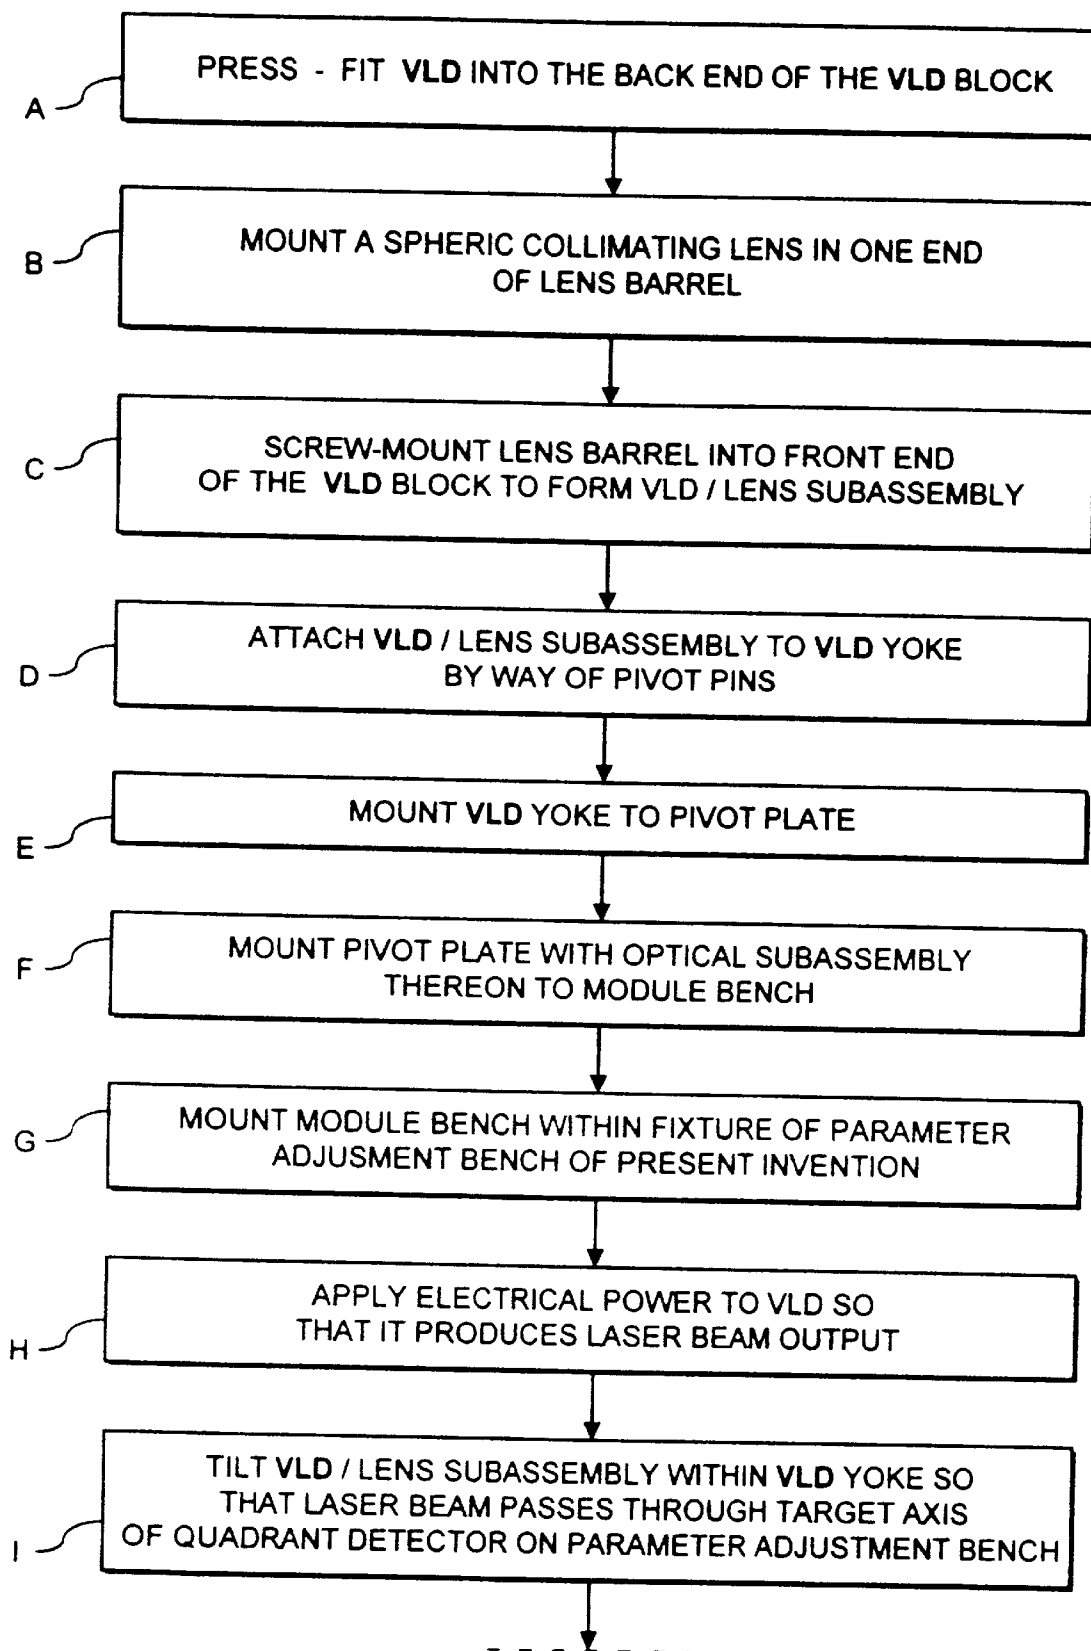 A
PRESS - FIT VLD INTO THE BACK END OF THE VLD BLOCK
B
MOUNT A SPHERIC COLLIMATING LENS IN ONE END
OF LENS BARREL
C
SCREW-MOUNT LENS BARREL INTO FRONT END
OF THE VLD BLOCK TO FORM VLD / LENS SUBASSEMBLY
D
ATTACH VLD / LENS SUBASSEMBLY TO VLD YOKE
BY WAY OF PIVOT PINS
E
MOUNT VLD YOKE TO PIVOT PLATE
F
MOUNT PIVOT PLATE WITH OPTICAL SUBASSEMBLY
THEREON TO MODULE BENCH
G
MOUNT MODULE BENCH WITHIN FIXTURE OF PARAMETER
ADJUSMENT BENCH OF PRESENT INVENTION
H
APPLY ELECTRICAL POWER TO VLD SO
THAT IT PRODUCES LASER BEAM OUTPUT
I
TILT VLD / LENS SUBASSEMBLY WITHIN VLD YOKE SO
THAT LASER BEAM PASSES THROUGH TARGET AXIS
OF QUADRANT DETECTOR ON PARAMETER ADJUSTMENT BENCH